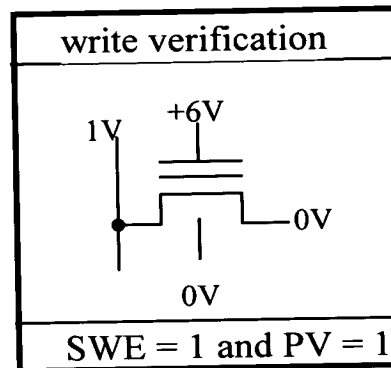 write verification
+6V
1V
0V
0V
SWE = 1 and PV = 1